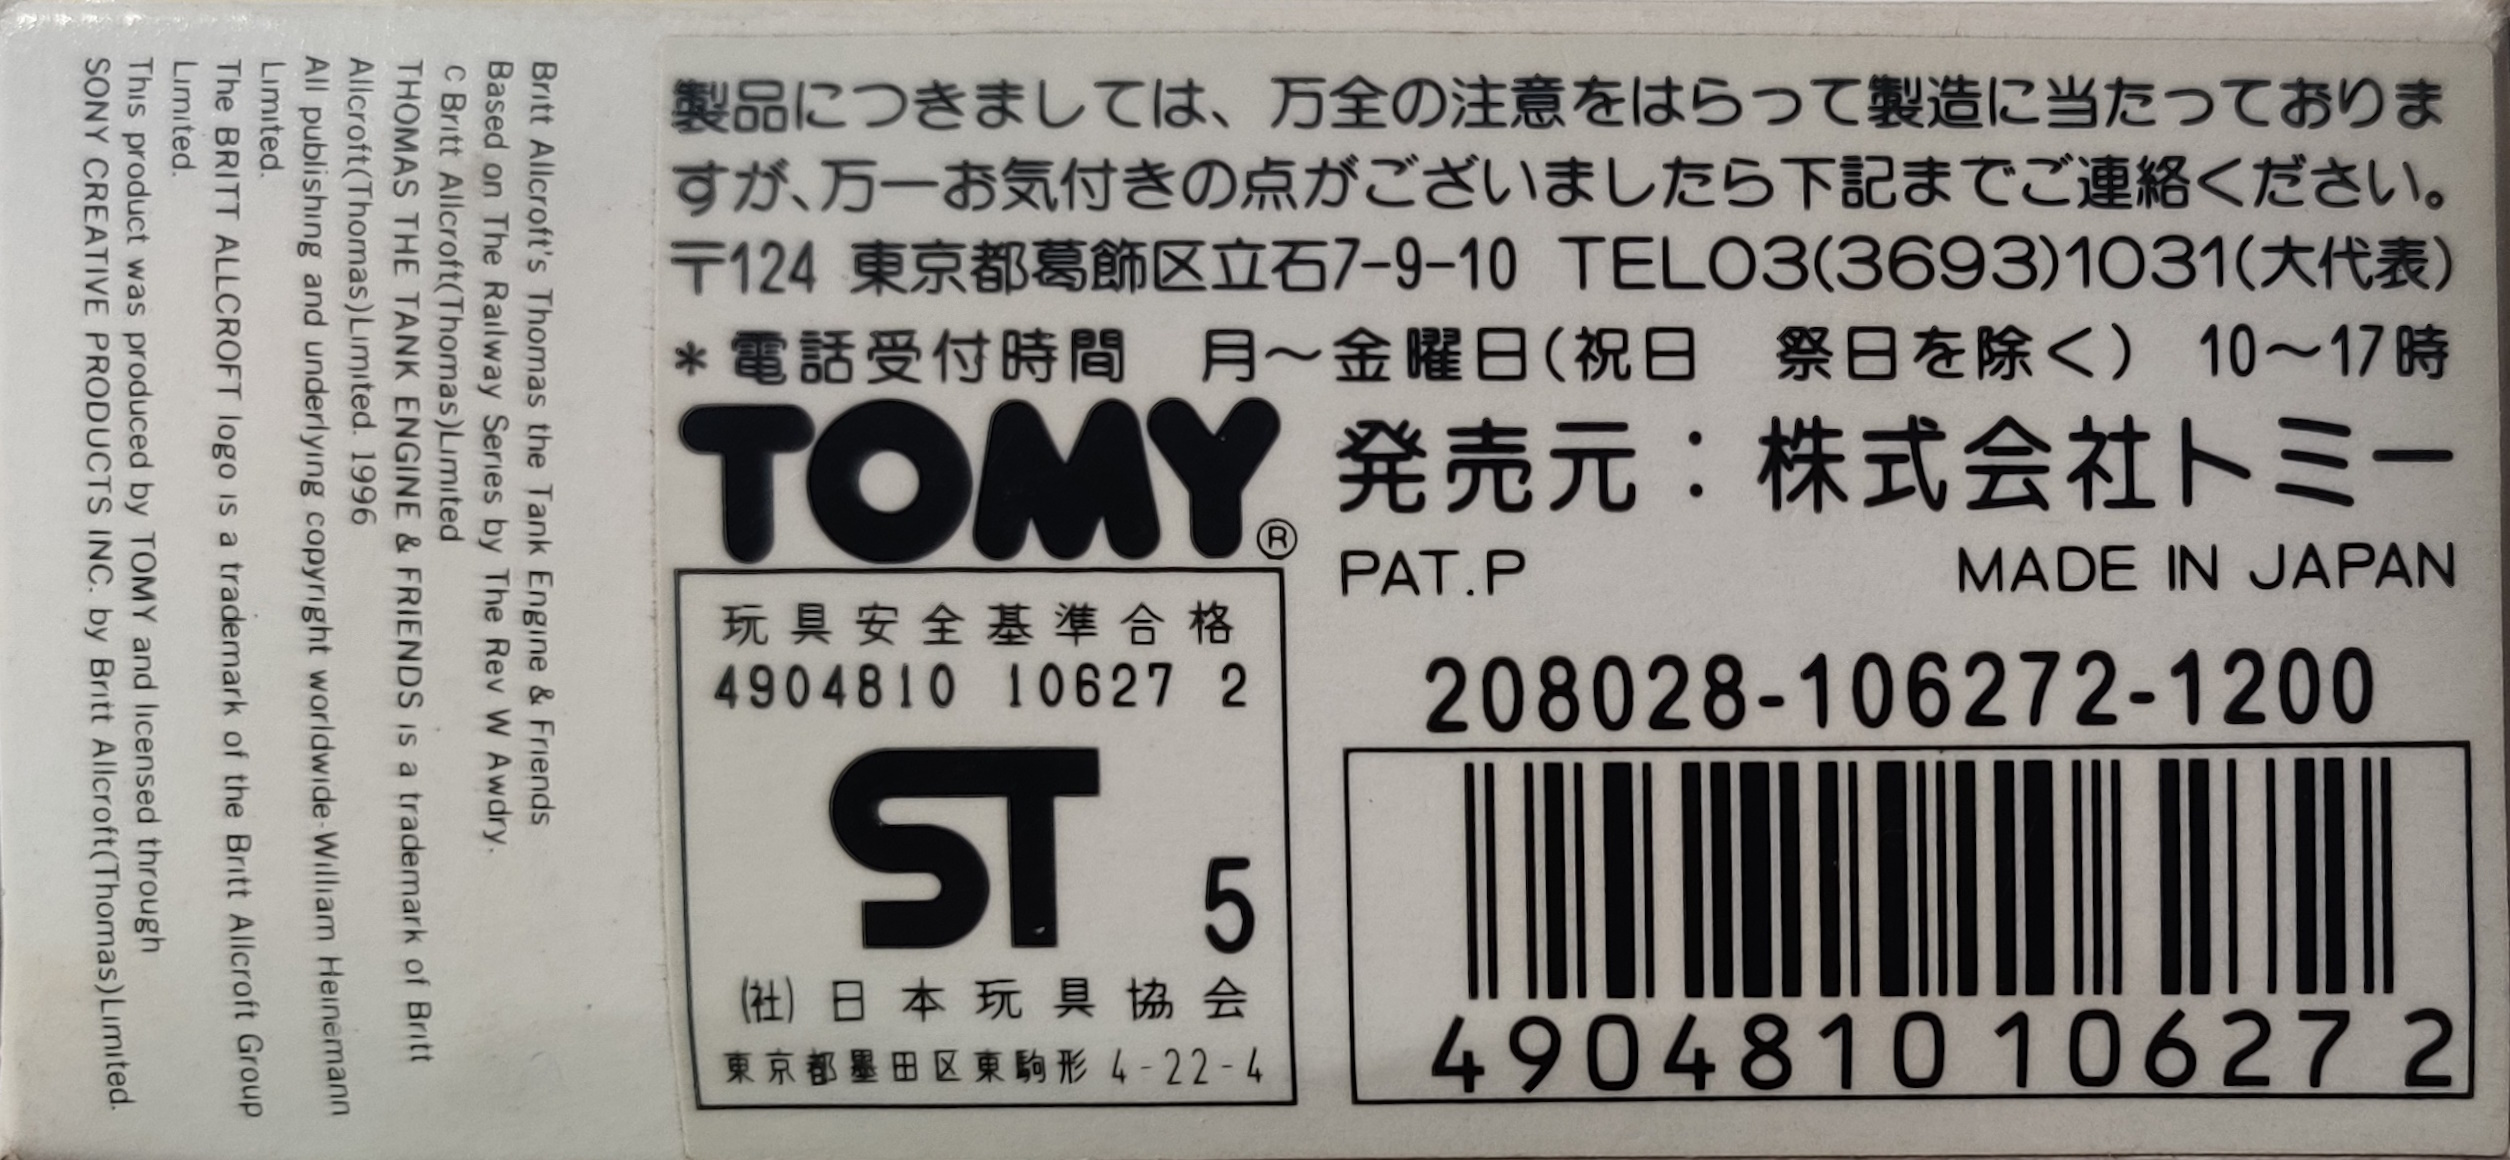 Britt Allcroft's Thomas the Tank Engine & Friends
Based on The Railway Series by The Rev W Awdry.
c Britt Allcroft(Thomas)Limited
THOMAS THE TANK ENGINE & FRIENDS is a trademark of Britt
Allcroft(Thomas)Limited. 1996
All publishing and underlying copyright worldwide-William Heinemann
Limited.
The BRITT ALLCROFT logo is a trademark of the Britt Allcroft Group
Limited.
This product was produced by TOMY and licensed through
SONY CREATIVE PRODUCTS INC. by Britt Allcroft(Thomas)Limited.
製品につきましては、万全の注意をはらって製造に当たっておりま
すが、万一お気付きの点がございましたら下記までご連絡ください。
〒124 東京都葛飾区立石7-9-10 TEL03(3693)1031(大代表)
*電話受付時間 月〜金曜日(祝日 祭日を除く) 10〜17時
TOMY®
発売元:株式会社トミー
PAT.P MADE IN JAPAN
玩具安全基準合格
4904810 10627 2
ST 5
(社)日本玩具協会
東京都墨田区東駒形 4-22-4
208028-106272-1200
4904810 10627 2